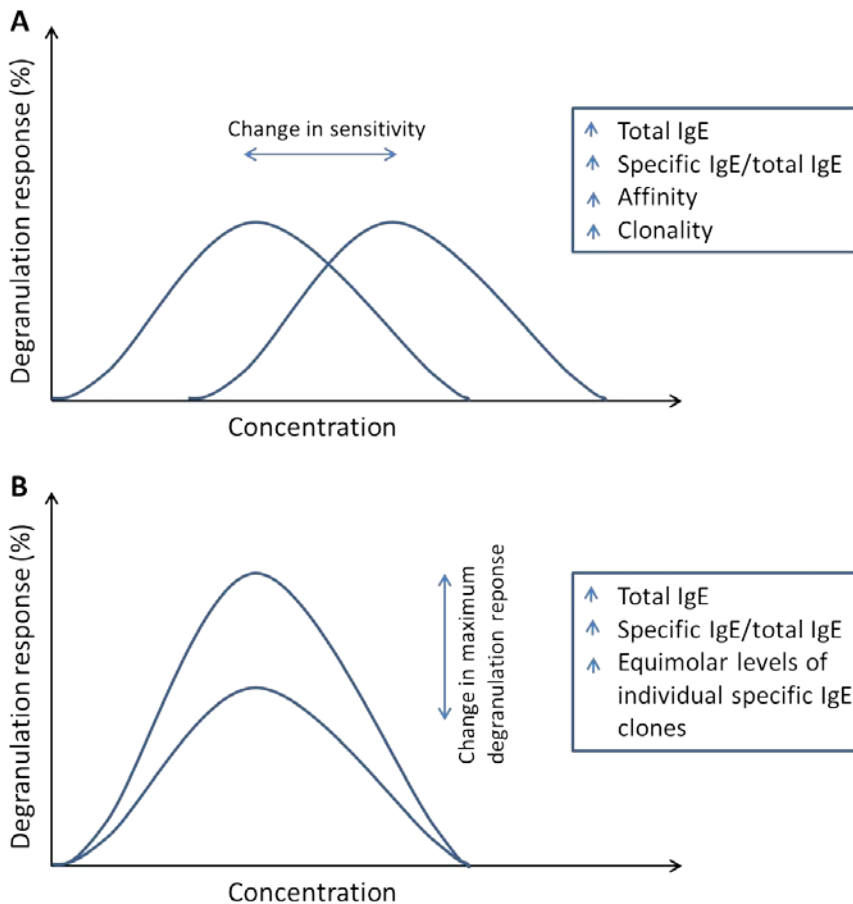 A
Degranulation response (%)
Change in sensitivity
Total IgE
Specific IgE/total IgE
Affinity
Clonality
Concentration
B
Degranulation response (%)
Change in maximum
degranulation reponse
Total IgE
Specific IgE/total IgE
Equimolar levels of
individual specific IgE
clones
Concentration